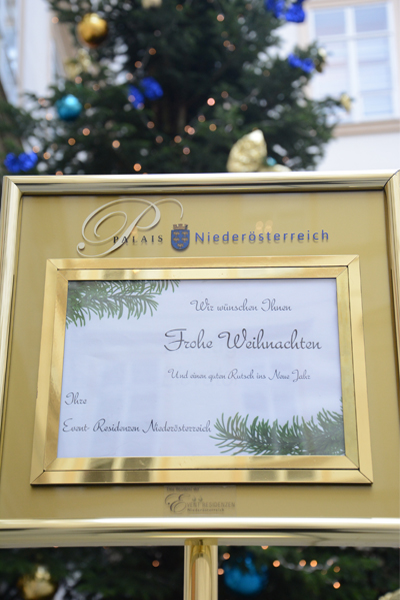 PALAIS Niederösterreich
Wir wünschen Ihnen
Frohe Weihnachten
Und einen guten Rutsch ins Neue Jahr
Ihre
Event- Residenzen Niederösterreich